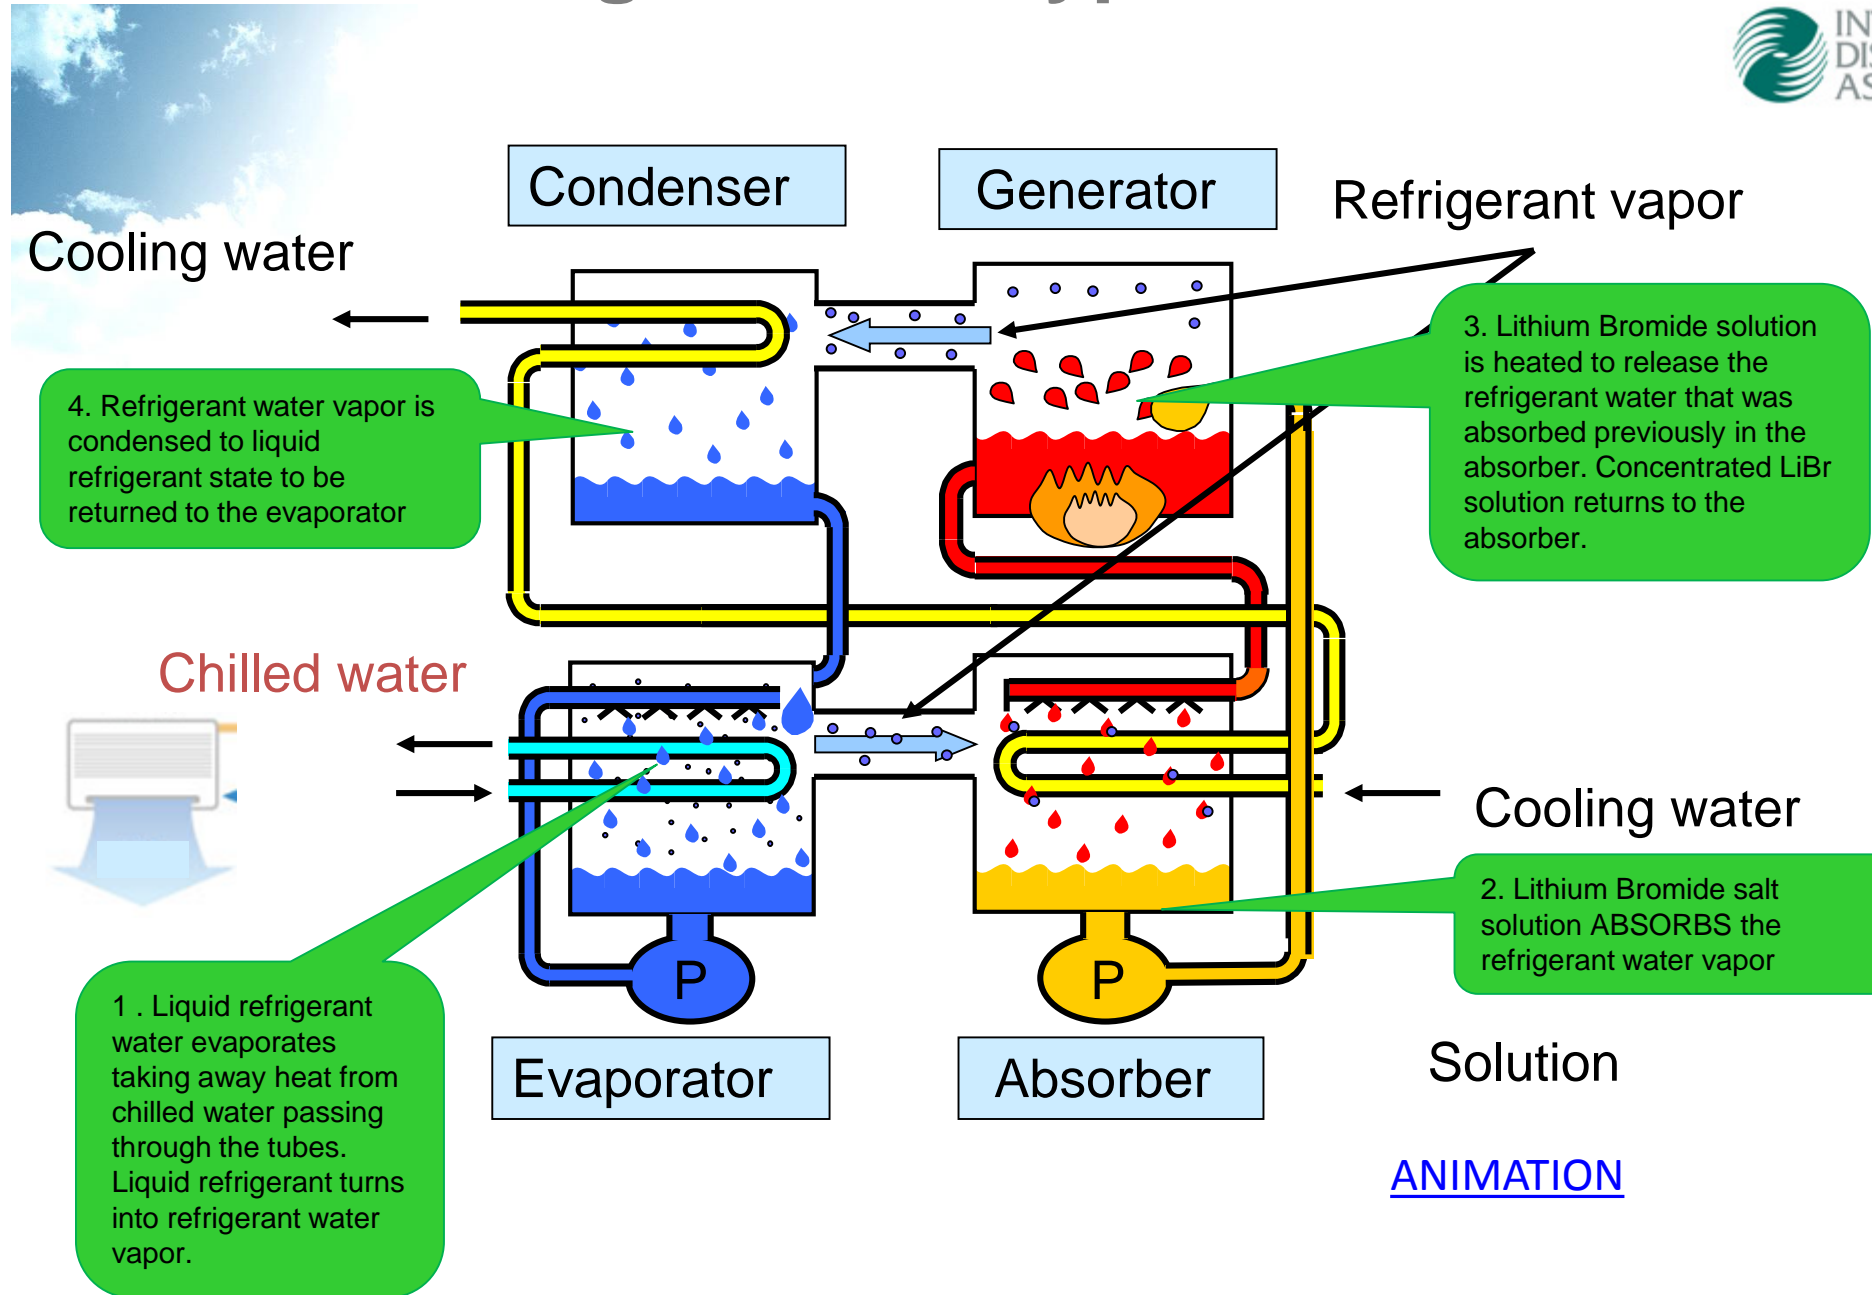 Condenser
Generator
Refrigerant vapor
Cooling water
3. Lithium Bromide solution
is heated to release the
refrigerant water that was
absorbed previously in the
absorber. Concentrated LiBr
solution returns to the
absorber.
4. Refrigerant water vapor is
condensed to liquid
refrigerant state to be
returned to the evaporator
Chilled water
Cooling water
2. Lithium Bromide salt
solution ABSORBS the
refrigerant water vapor
P
P
1 . Liquid refrigerant
water evaporates
taking away heat from
chilled water passing
through the tubes.
Liquid refrigerant turns
into refrigerant water
vapor.
Evaporator
Absorber
Solution
ANIMATION